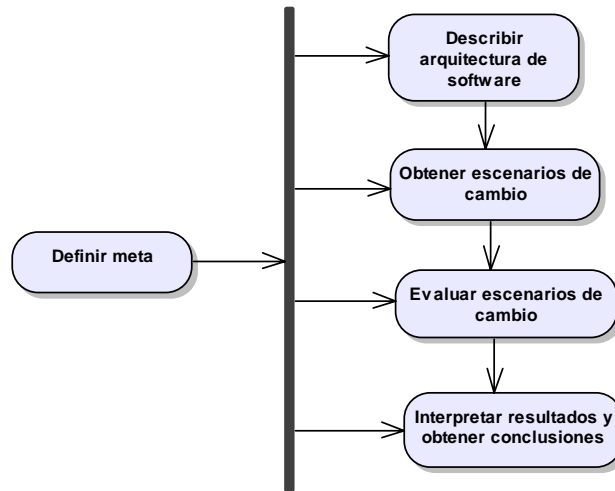 Describir
arquitectura de
software
Obtener escenarios de
cambio
Definir meta
Evaluar escenarios de
cambio
Interpretar resultados y
obtener conclusiones